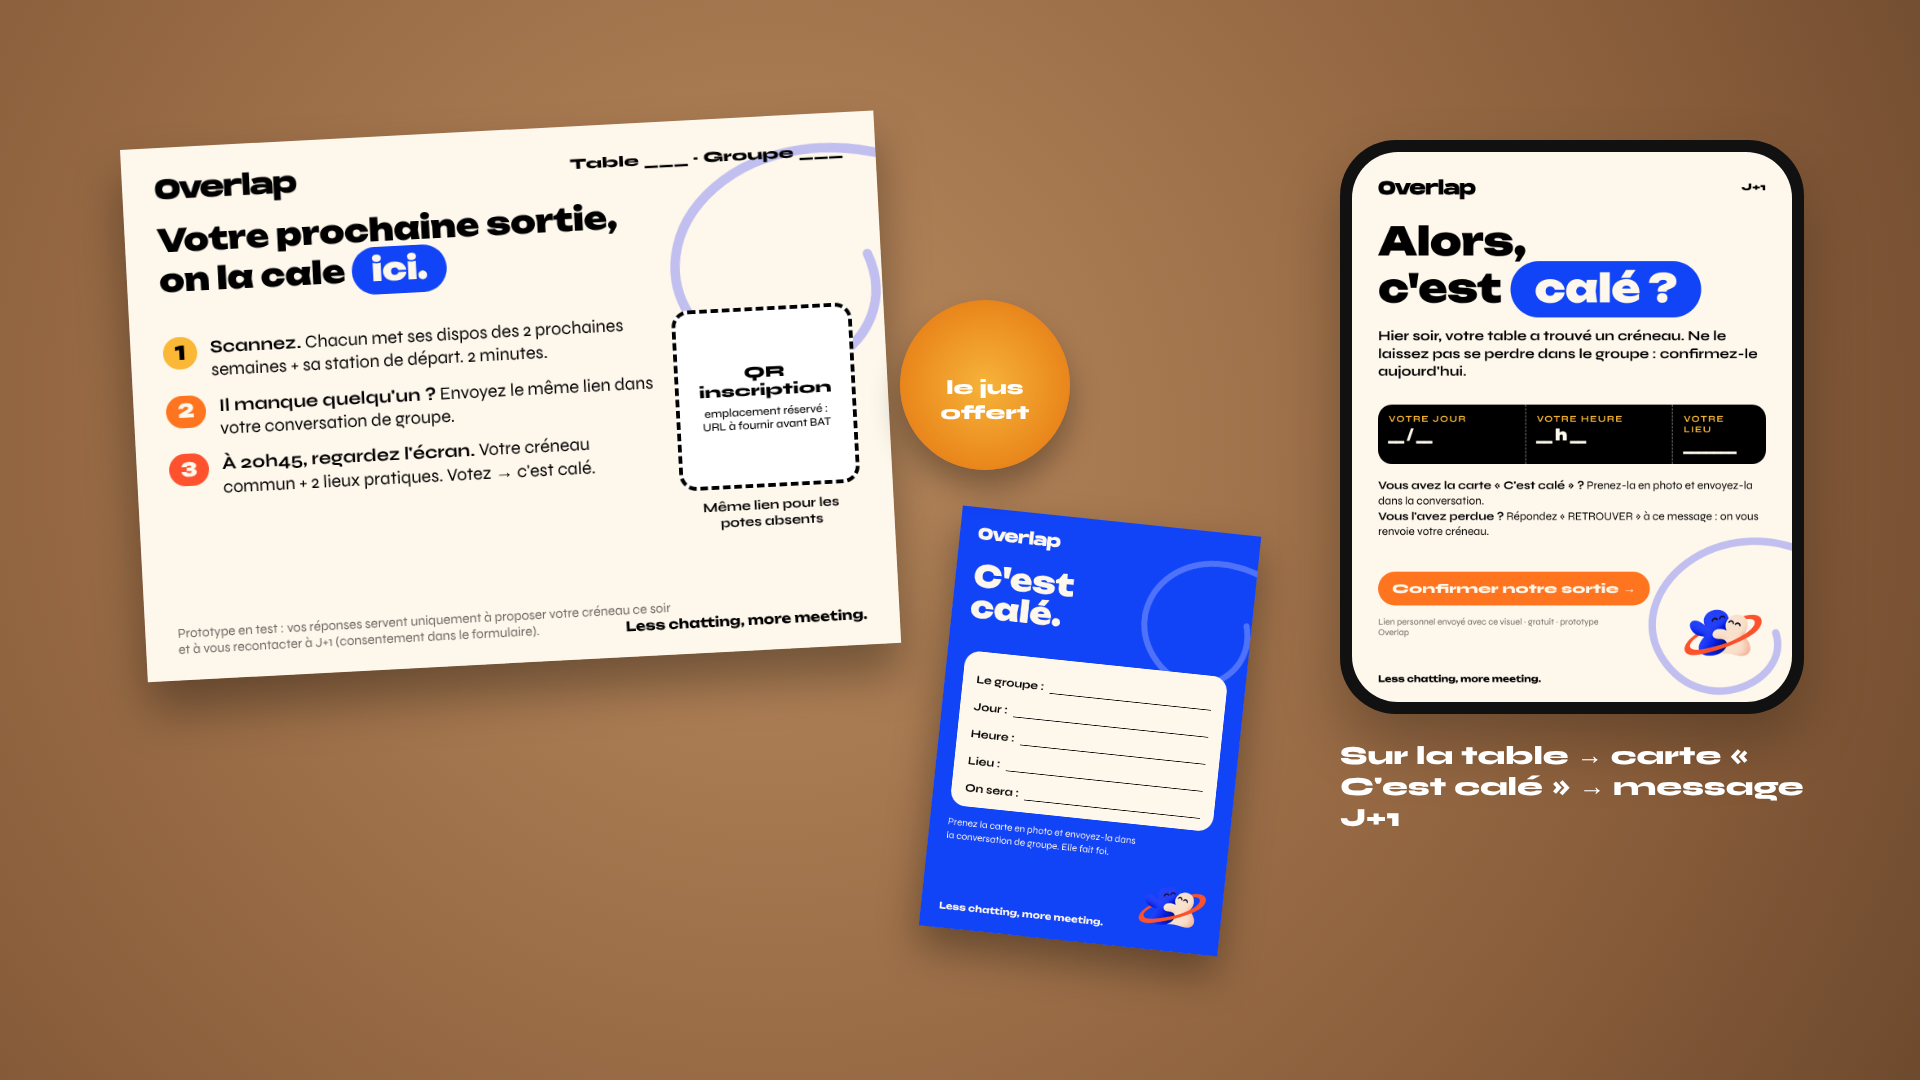 Overlap
Table ___ · Groupe ___
Votre prochaine sortie,
on la cale ici.
1 Scannez. Chacun met ses dispos des 2 prochaines
semaines + sa station de départ. 2 minutes.
2 Il manque quelqu'un ? Envoyez le même lien dans
votre conversation de groupe.
3 À 20h45, regardez l'écran. Votre créneau
commun + 2 lieux pratiques. Votez → c'est calé.
QR
inscription
emplacement réservé :
URL à fournir avant BAT
Même lien pour les
potes absents
Prototype en test : vos réponses servent uniquement à proposer votre créneau ce soir
et à vous recontacter à J+1 (consentement dans le formulaire).
Less chatting, more meeting.
le jus
offert
Overlap
C'est
calé.
Le groupe :
Jour :
Heure :
Lieu :
On sera :
Prenez la carte en photo et envoyez-la dans
la conversation de groupe. Elle fait foi.
Less chatting, more meeting.
Overlap
J+1
Alors,
c'est calé ?
Hier soir, votre table a trouvé un créneau. Ne le
laissez pas se perdre dans le groupe : confirmez-le
aujourd'hui.
VOTRE JOUR
__/__
VOTRE HEURE
__h__
VOTRE
LIEU
______
Vous avez la carte « C'est calé » ? Prenez-la en photo et envoyez-la
dans la conversation.
Vous l'avez perdue ? Répondez « RETROUVER » à ce message : on vous
renvoie votre créneau.
Confirmer notre sortie →
Lien personnel envoyé avec ce visuel · gratuit · prototype
Overlap
Less chatting, more meeting.
Sur la table → carte «
C'est calé » → message
J+1